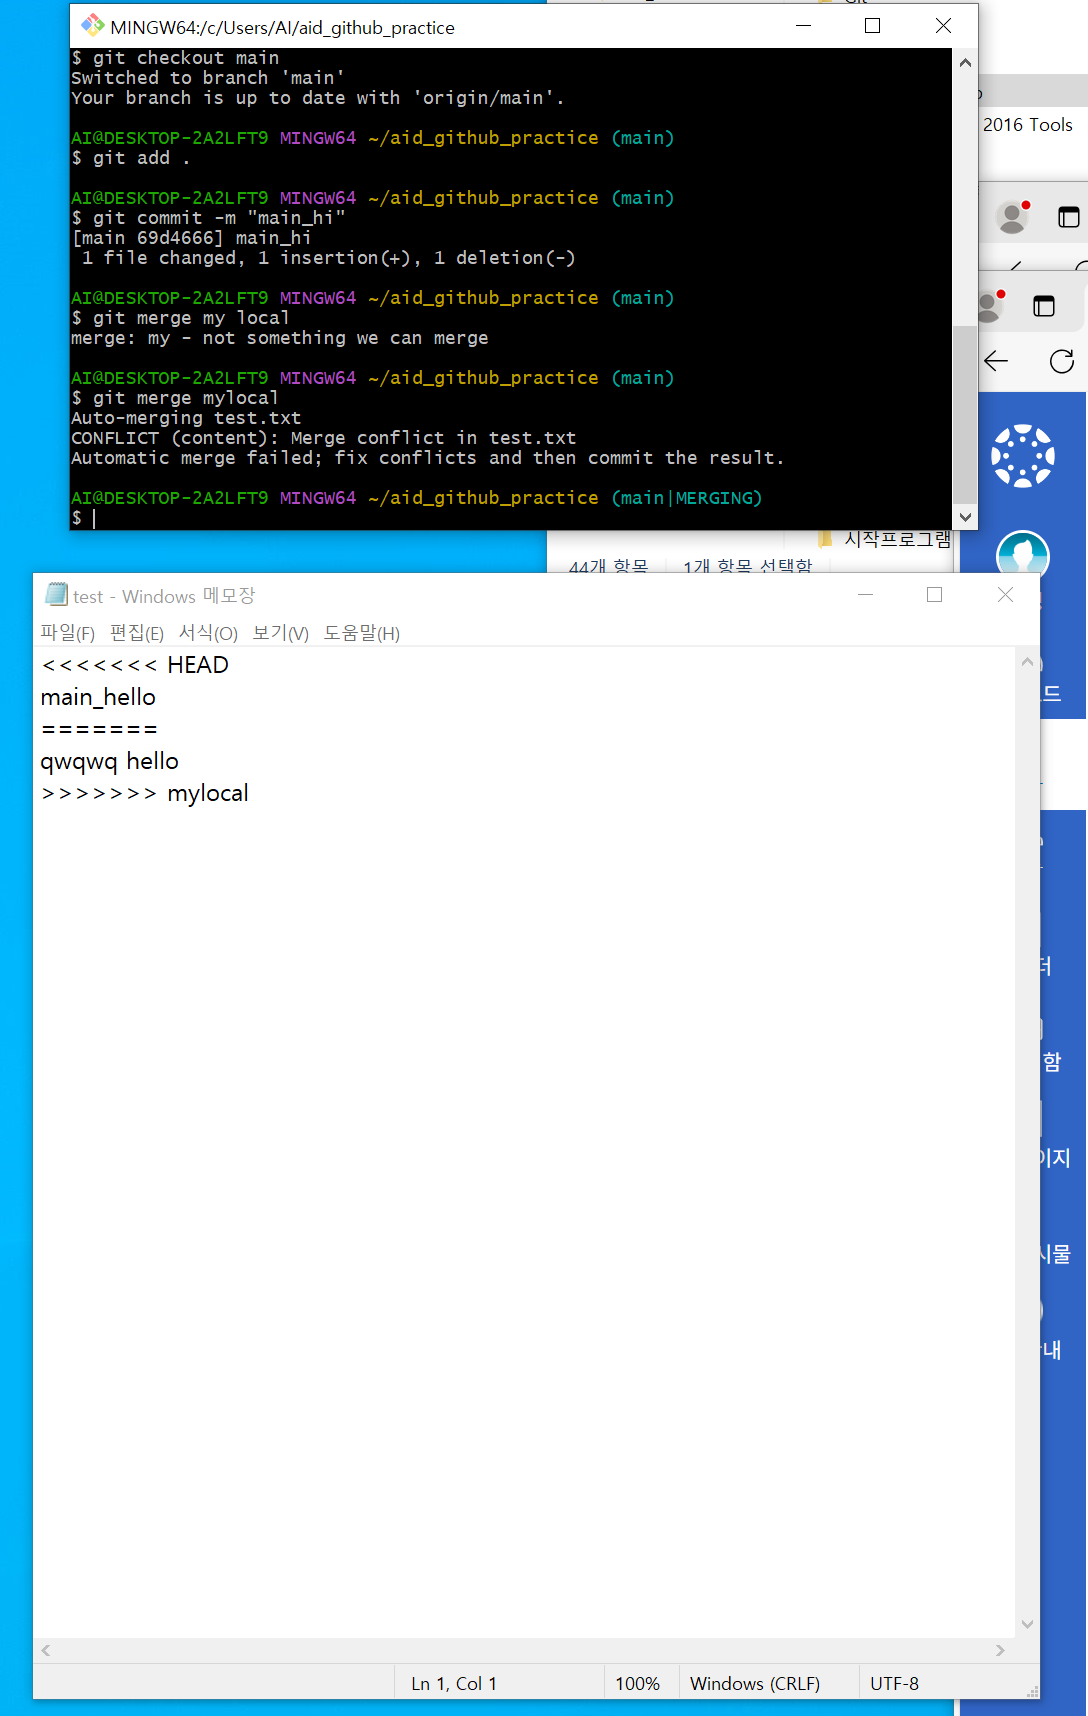 Git
MINGW64:/c/Users/AI/aid_github_practice
$ git checkout main
Switched to branch 'main'
Your branch is up to date with 'origin/main'.
AI@DESKTOP-2A2LFT9 MINGW64 ~/aid_github_practice (main)
$ git add .
AI@DESKTOP-2A2LFT9 MINGW64 ~/aid_github_practice (main)
$ git commit -m "main_hi"
[main 69d4666] main_hi
1 file changed, 1 insertion(+), 1 deletion(-)
AI@DESKTOP-2A2LFT9 MINGW64 ~/aid_github_practice (main)
$ git merge my local
merge: my - not something we can merge
AI@DESKTOP-2A2LFT9 MINGW64 ~/aid_github_practice (main)
$ git merge mylocal
Auto-merging test.txt
CONFLICT (content): Merge conflict in test.txt
Automatic merge failed; fix conflicts and then commit the result.
AI@DESKTOP-2A2LFT9 MINGW64 ~/aid_github_practice (main|MERGING)
$
2016 Tools
시작프로그램
44개 항목 1개 항목 선택함
test - Windows 메모장
파일(F) 편집(E) 서식(O) 보기(V) 도움말(H)
<<<<<<< HEAD
main_hello
=======
qwqwq hello
>>>>>>> mylocal
드
더
함
이지
시물
내
Ln 1, Col 1 100% Windows (CRLF) UTF-8